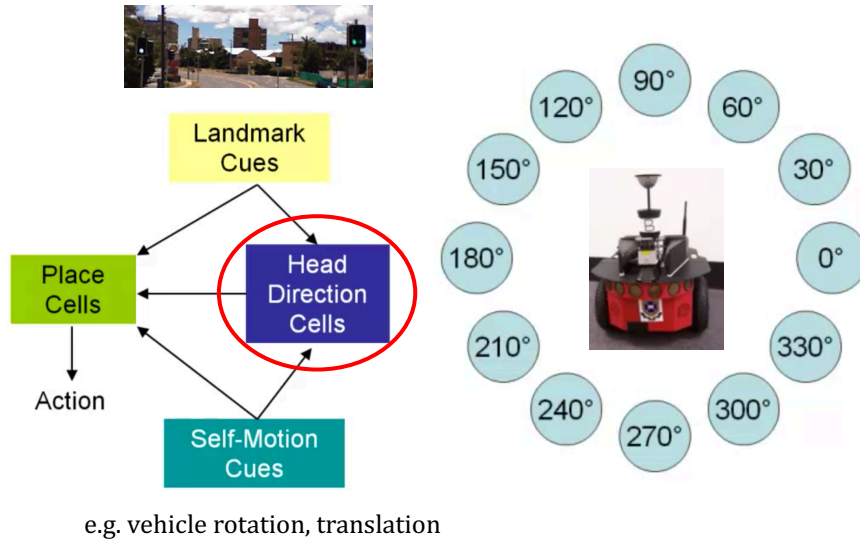 Landmark
Cues
Place
Cells
Head
Direction
Cells
Action
Self-Motion
Cues
e.g. vehicle rotation, translation
90°
120°
60°
150°
30°
180°
0°
210°
330°
240°
300°
270°